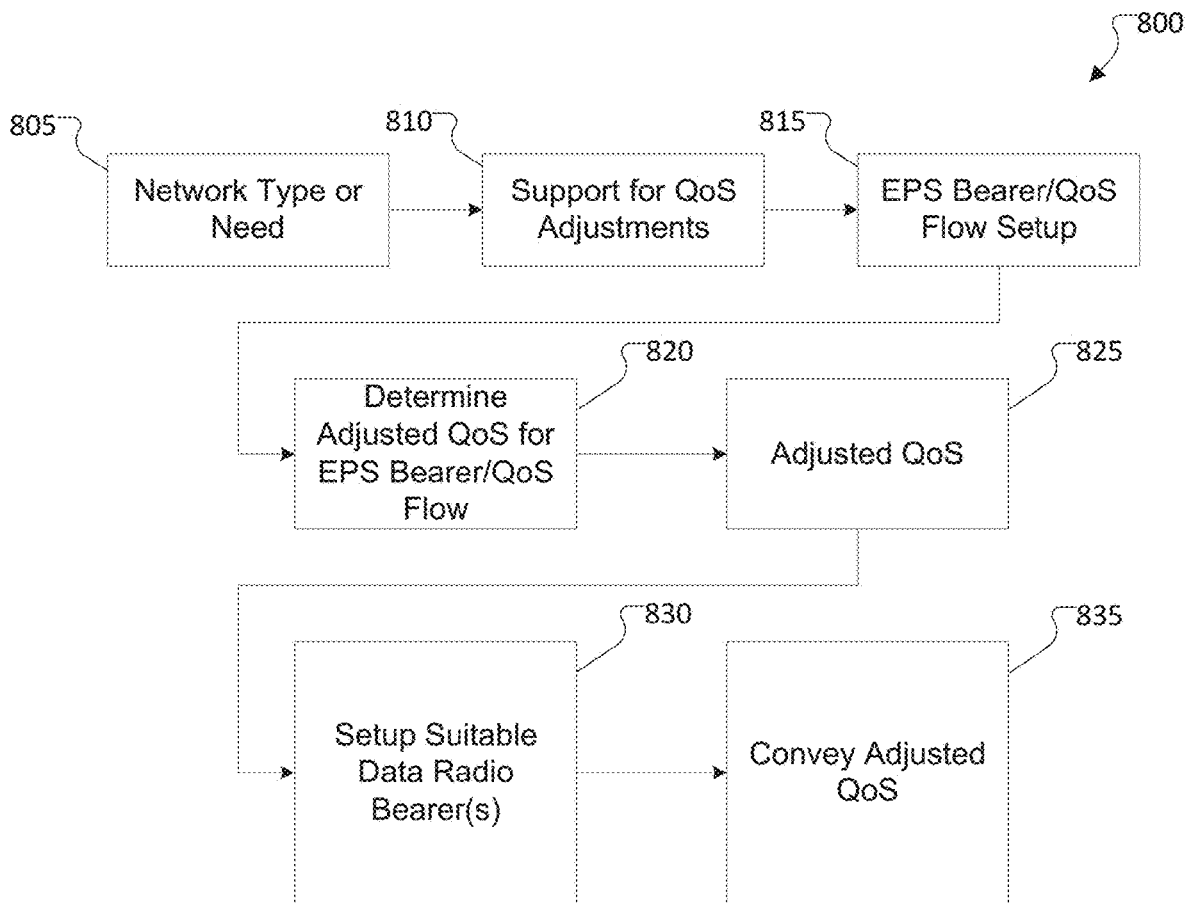 800
805
810
815
Network Type or
Need
Support for QoS
Adjustments
EPS Bearer/QoS
Flow Setup
820
825
Determine
Adjusted QoS for
EPS Bearer/QoS
Flow
Adjusted QoS
830
835
Setup Suitable
Data Radio
Bearer(s)
Convey Adjusted
QoS